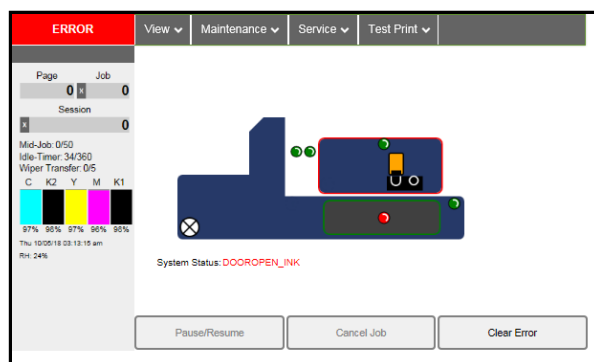 ERROR
View Maintenance Service Test Print
Page Job
0 x 0
Session
x 0
Mid-Job: 0/50
Idle-Timer: 34/360
Wiper Transfer: 0/5
C K2 Y M K1
97% 96% 97% 96% 96%
Thu 10/05/18 03:13:15 am
RH: 24%
System Status: DOOROPEN_INK
Pause/Resume Cancel Job Clear Error